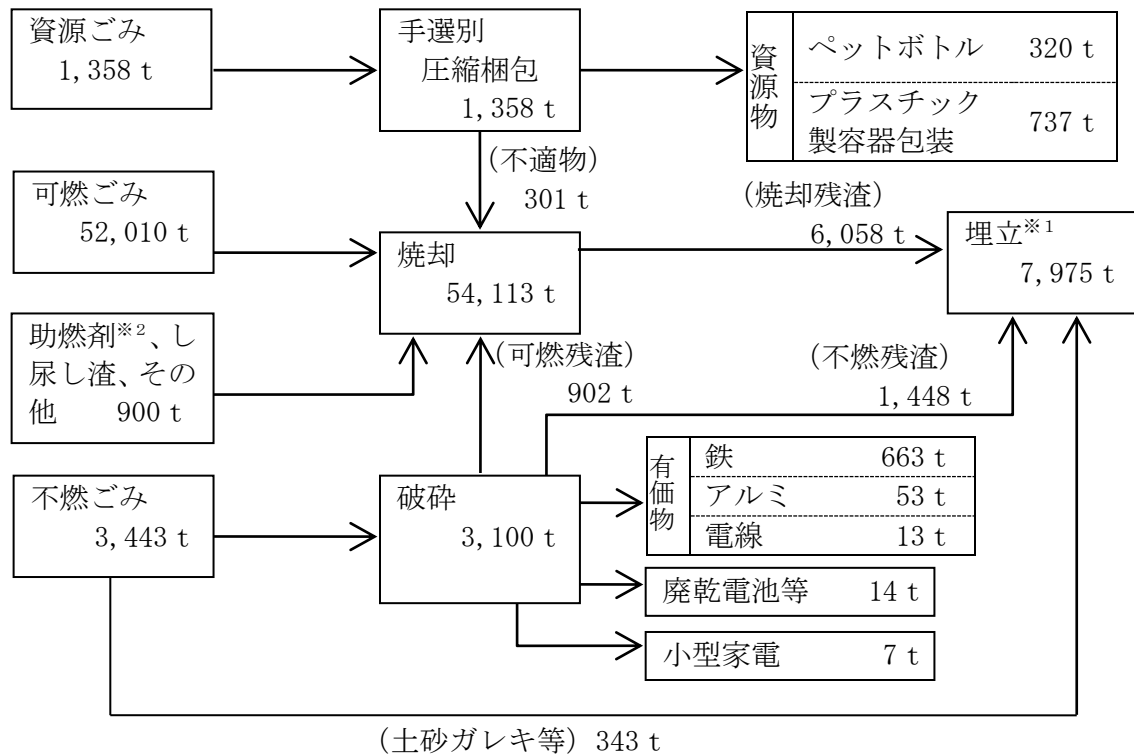 資源ごみ
1,358 t
手選別
圧縮梱包
1,358 t
資源物
ペットボトル 320 t
プラスチック
製容器包装 737 t
(不適物)
301 t
可燃ごみ
52,010 t
焼却
54,113 t
(焼却残渣)
6,058 t
埋立※1
7,975 t
助燃剤※2、し
尿し渣、その
他 900 t
(可燃残渣)
902 t
(不燃残渣)
1,448 t
不燃ごみ
3,443 t
破砕
3,100 t
有価物
鉄 663 t
アルミ 53 t
電線 13 t
廃乾電池等 14 t
小型家電 7 t
(土砂ガレキ等) 343 t